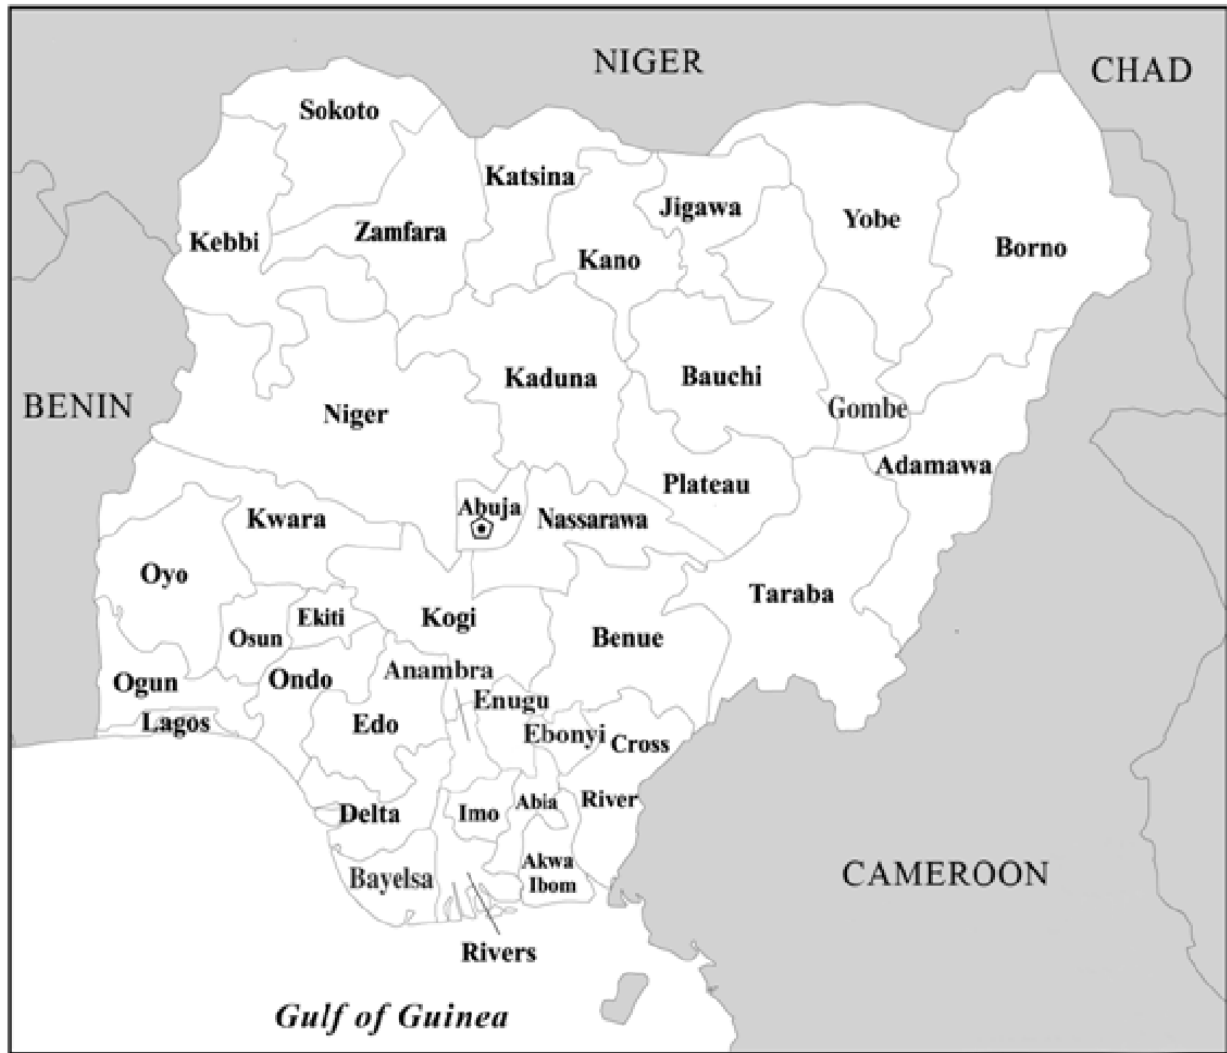 NIGER
CHAD
Sokoto
Katsina
Jigawa
Yobe
Zamfara
Kebbi
Borno
Kano
Kaduna
Bauchi
BENIN
Gombe
Niger
Adamawa
Plateau
Abuja
Nassarawa
Kwara
Oyo
Taraba
Ekiti
Kogi
Osun
Benue
Anambra
Ogun
Ondo
Enugu
Lagos
Edo
Ebonyi
Cross
River
Abia
Delta
Imo
Akwa
Ibom
Bayelsa
CAMEROON
Rivers
Gulf of Guinea